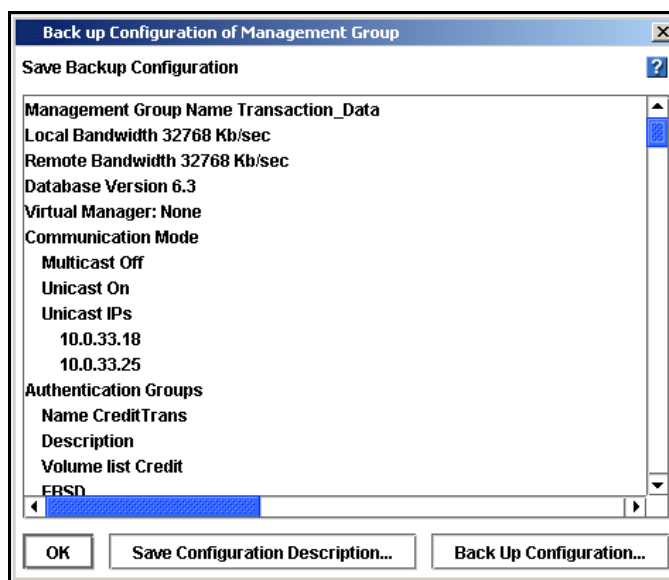 Back up Configuration of Management Group
Save Backup Configuration
?
Management Group Name Transaction_Data
Local Bandwidth 32768 Kb/sec
Remote Bandwidth 32768 Kb/sec
Database Version 6.3
Virtual Manager: None
Communication Mode
Multicast Off
Unicast On
Unicast IPs
10.0.33.18
10.0.33.25
Authentication Groups
Name CreditTrans
Description
Volume list Credit
EBSD
OK Save Configuration Description... Back Up Configuration...